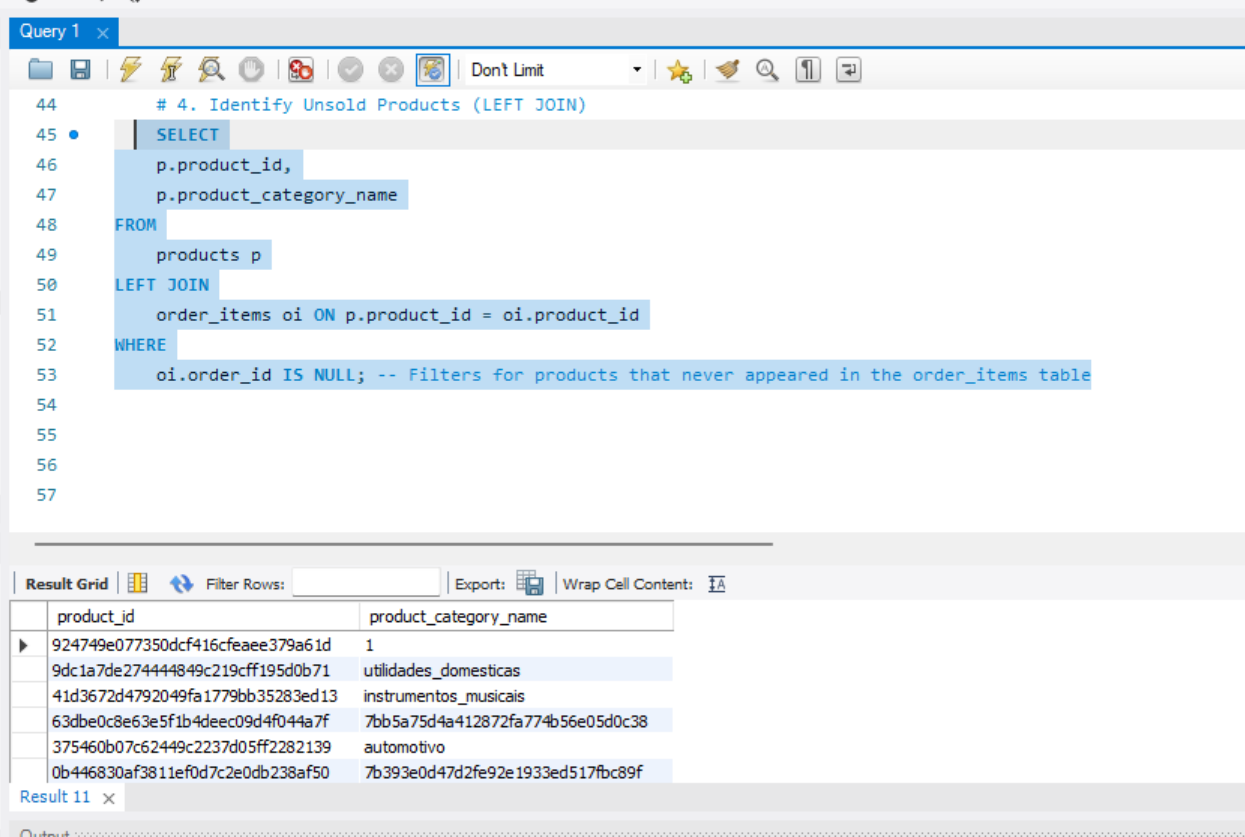 Query 1
Don't Limit
44 # 4. Identify Unsold Products (LEFT JOIN)
45 SELECT
46 p.product_id,
47 p.product_category_name
48 FROM
49 products p
50 LEFT JOIN
51 order_items oi ON p.product_id = oi.product_id
52 WHERE
53 oi.order_id IS NULL; -- Filters for products that never appeared in the order_items table
54
55
56
57
Result Grid Filter Rows: Export: Wrap Cell Content: IA
product_id product_category_name
924749e077350dcf416cfeaee379a61d 1
9dc1a7de274444849c219cff195d0b71 utilidades_domesticas
41d3672d4792049fa1779bb35283ed13 instrumentos_musicais
63dbe0c8e63e5f1b4deec09d4f044a7f 7bb5a75d4a412872fa774b56e05d0c38
375460b07c62449c2237d05ff2282139 automotivo
0b446830af3811ef0d7c2e0db238af50 7b393e0d47d2fe92e1933ed517fbc89f
Result 11
Output